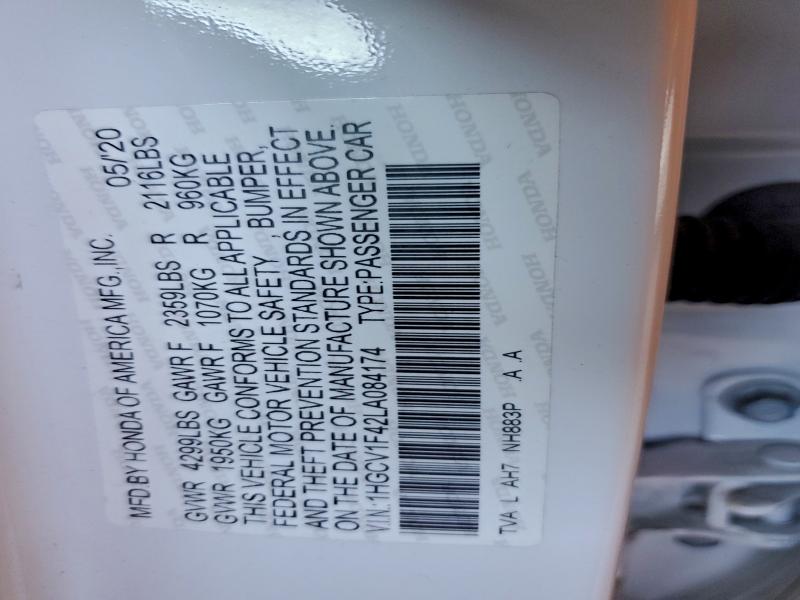 MFD BY HONDA OF AMERICA MFG.,INC. 05/'20
GVWR 4299LBS GAWR F 2359LBS R 2116LBS
GVWR 1950KG GAWR F 1070KG R 960KG
THIS VEHICLE CONFORMS TO ALL APPLICABLE
FEDERAL MOTOR VEHICLE SAFETY , BUMPER,
AND THEFT PREVENTION STANDARDS IN EFFECT
ON THE DATE OF MANUFACTURE SHOWN ABOVE.
V.I.N.:1HGCV1F42LA084174 TYPE:PASSENGER CAR
TVA L AH7 NH883P .A .A